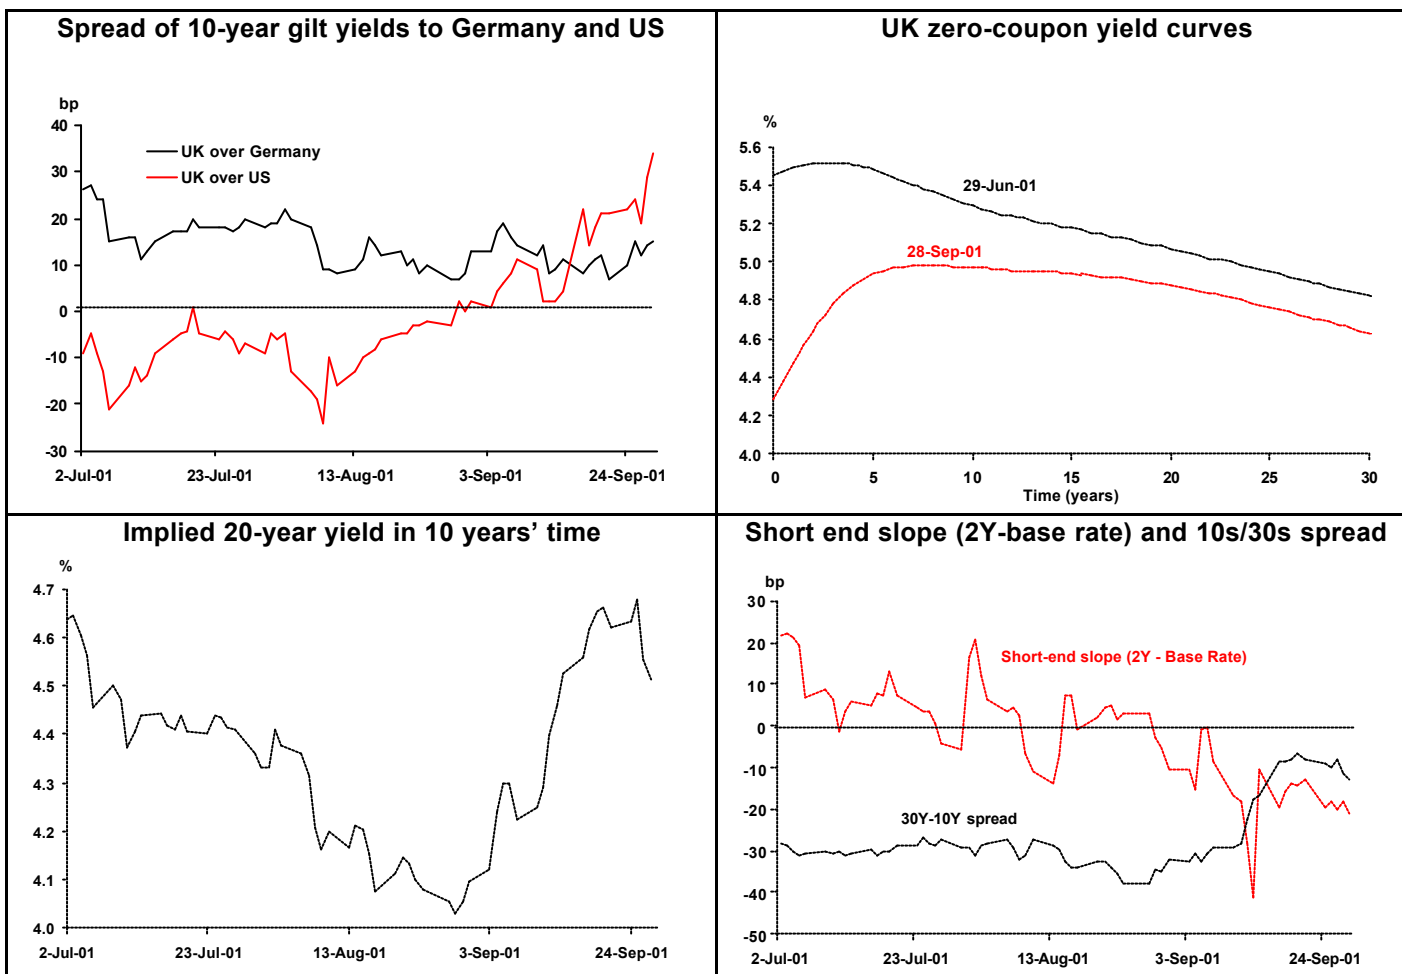 Spread of 10-year gilt yields to Germany and US
bp
40
30
20
10
0
-10
-20
-30
UK over Germany
UK over US
2-Jul-01
23-Jul-01
13-Aug-01
3-Sep-01
24-Sep-01
UK zero-coupon yield curves
%
5.6
5.4
5.2
5.0
4.8
4.6
4.4
4.2
4.0
29-Jun-01
28-Sep-01
0
5
10
15
20
25
30
Time (years)
Implied 20-year yield in 10 years’ time
%
4.7
4.6
4.5
4.4
4.3
4.2
4.1
4.0
2-Jul-01
23-Jul-01
13-Aug-01
3-Sep-01
24-Sep-01
Short end slope (2Y-base rate) and 10s/30s spread
bp
30
20
10
0
-10
-20
-30
-40
-50
Short-end slope (2Y - Base Rate)
30Y-10Y spread
2-Jul-01
23-Jul-01
13-Aug-01
3-Sep-01
24-Sep-01